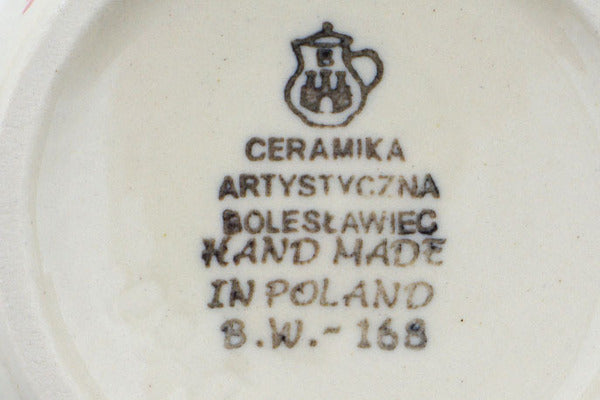 B
CERAMIKA
ARTYSTYCZNA
BOLESŁAWIEC
HAND MADE
IN POLAND
B.W.-168